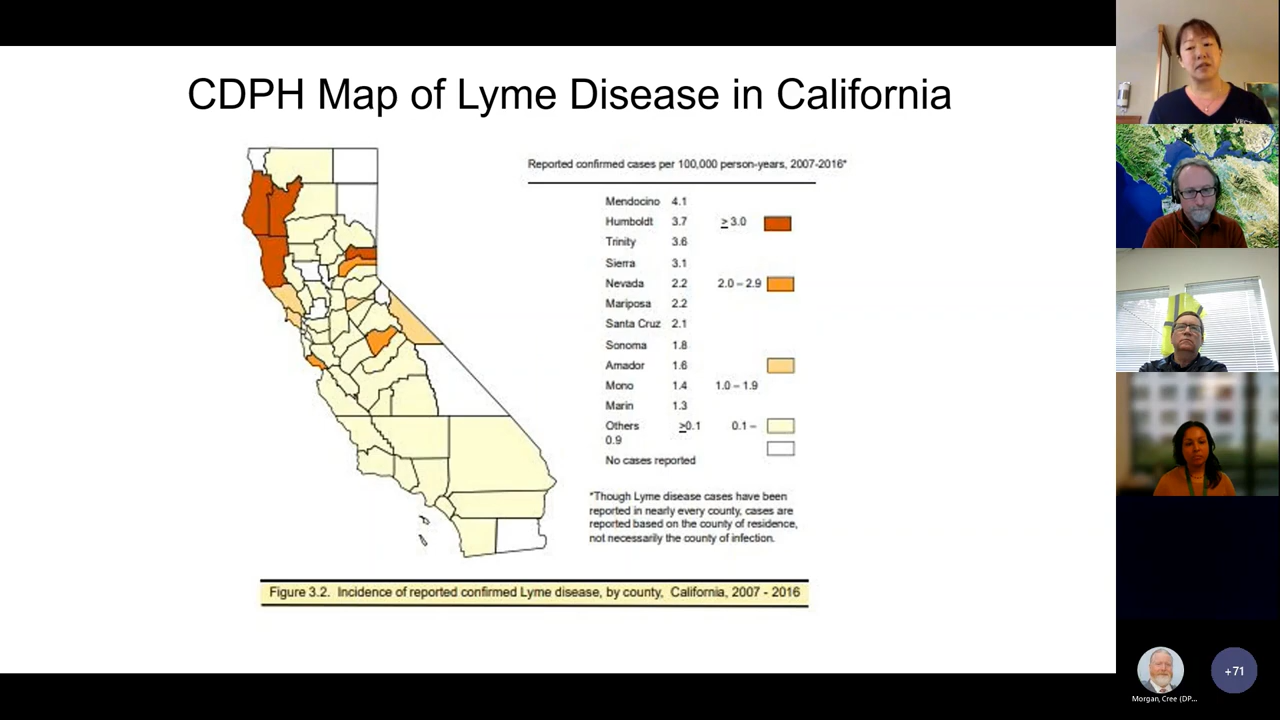 CDPH Map of Lyme Disease in California
Reported confirmed cases per 100,000 person-years, 2007-2016*
Mendocino 4.1
Humboldt 3.7 ≥ 3.0
Trinity 3.6
Sierra 3.1
Nevada 2.2 2.0 – 2.9
Mariposa 2.2
Santa Cruz 2.1
Sonoma 1.8
Amador 1.6
Mono 1.4 1.0 – 1.9
Marin 1.3
Others ≥0.1 0.1 –
0.9
No cases reported
*Though Lyme disease cases have been
reported in nearly every county, cases are
reported based on the county of residence,
not necessarily the county of infection.
Figure 3.2. Incidence of reported confirmed Lyme disease, by county, California, 2007 - 2016
VECT
+71
Morgan, Cree (DP...